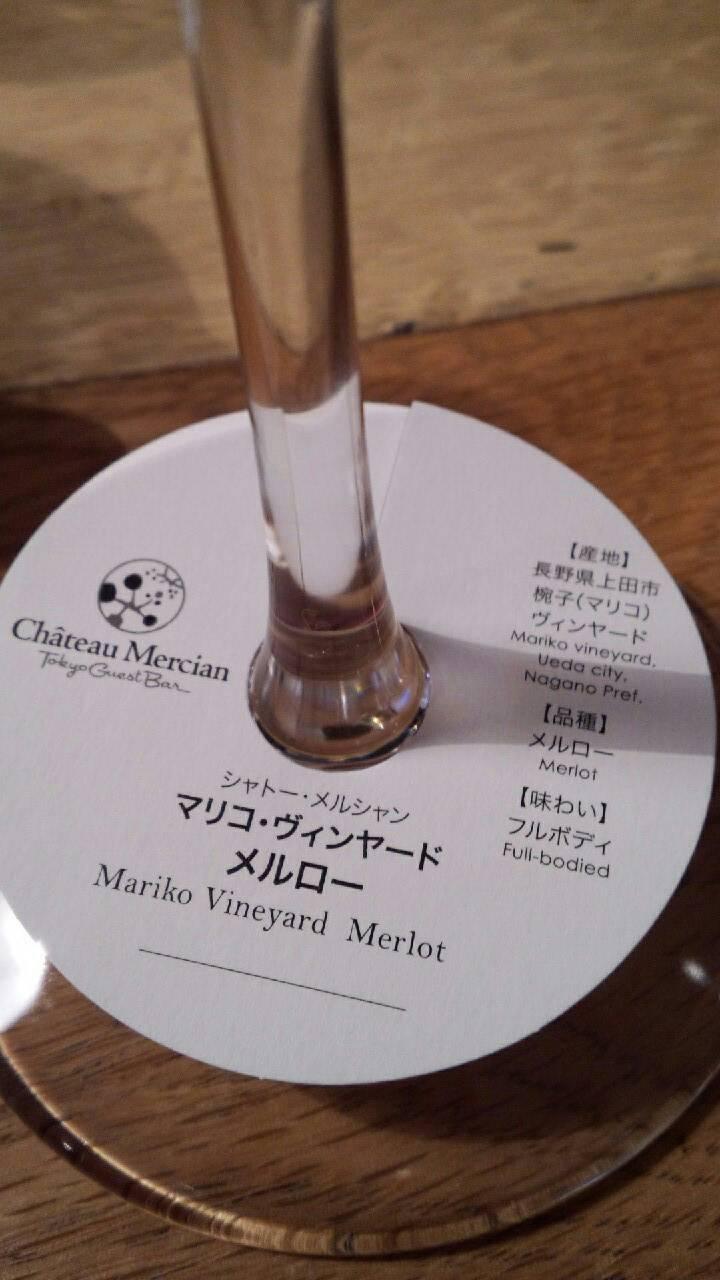 Château Mercian
Tokyo Guest Bar
シャトー・メルシャン
マリコ・ヴィンヤード
メルロー
Mariko Vineyard Merlot
【産地】
長野県上田市
椀子(マリコ)
ヴィンヤード
Mariko vineyard,
Ueda city,
Nagano Pref.
【品種】
メルロー
Merlot
【味わい】
フルボディ
Full-bodied